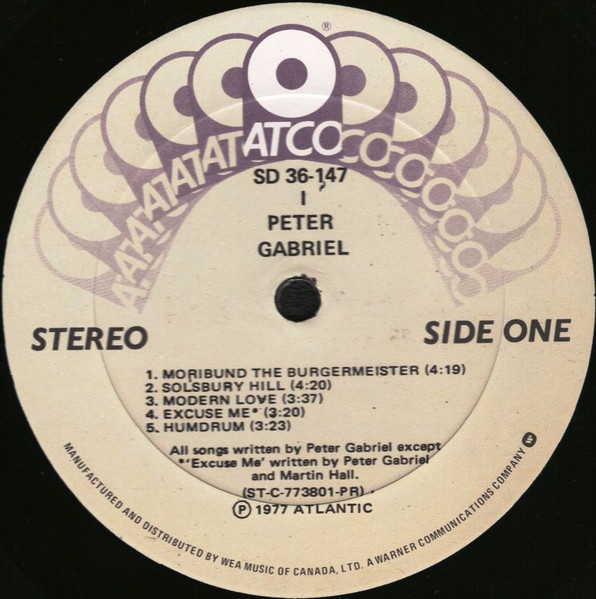 ®
ATCO
SD 36-147
I
PETER
GABRIEL
STEREO
SIDE ONE
1. MORIBUND THE BURGERMEISTER (4:19)
2. SOLSBURY HILL (4:20)
3. MODERN LOVE (3:37)
4. EXCUSE ME* (3:20)
5. HUMDRUM (3:23)
All songs written by Peter Gabriel except
*'Excuse Me' written by Peter Gabriel
and Martin Hall.
(ST-C-773801-PR)
Ⓟ 1977 ATLANTIC
MANUFACTURED AND DISTRIBUTED BY WEA MUSIC OF CANADA, LTD. A WARNER COMMUNICATIONS COMPANY